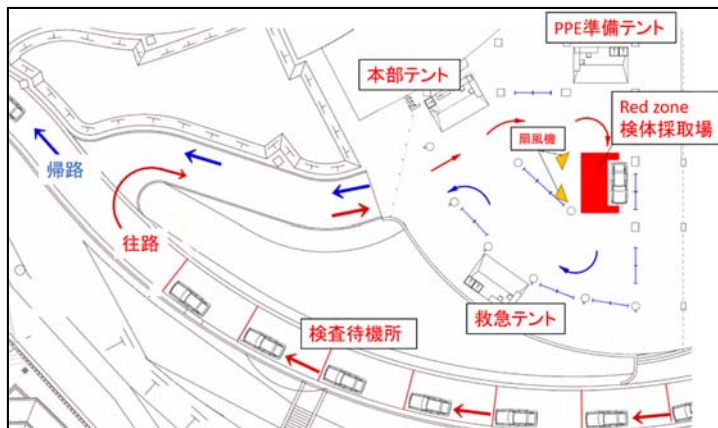 PPE準備テント
本部テント
Red zone
検体採取場
扇風機
帰路
往路
救急テント
検査待機所